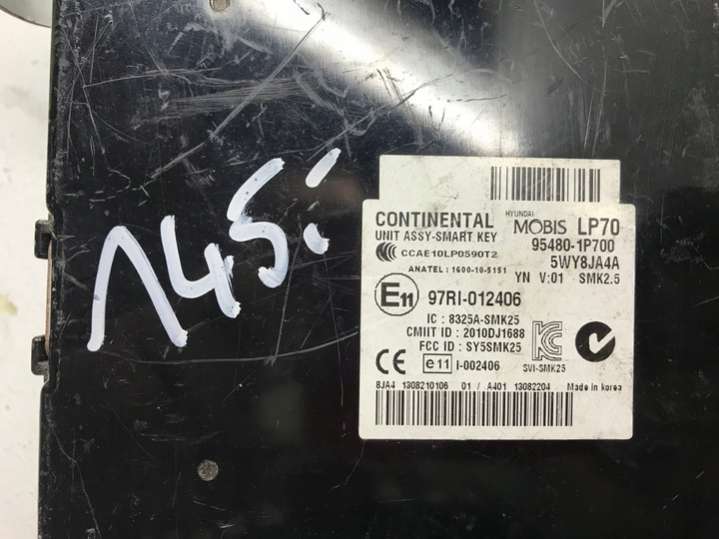 145i
CONTINENTAL HYUNDAI MOBIS LP70
UNIT ASSY-SMART KEY 95480-1P700
CCAE10LP0590T2 5WY8JA4A
ANATEL : 1600-10-5151 YN V:01 SMK2.5
E11 97RI-012406
IC : 8325A-SMK25
CMIIT ID : 2010DJ1688
FCC ID : SY5SMK25
CE e11 I-002406 SVI-SMK25
8JA4 1308210106 01 / A401 13082204 Made in korea